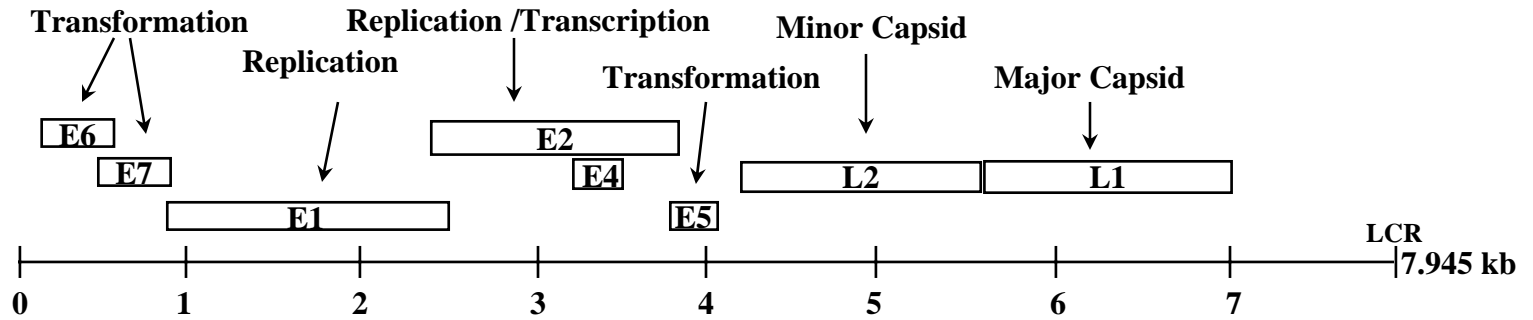 Transformation
Replication /Transcription
Minor Capsid
Replication
Transformation
Major Capsid
E6
E2
E7
E4
L2
L1
E1
E5
LCR
7.945 kb
0 1 2 3 4 5 6 7